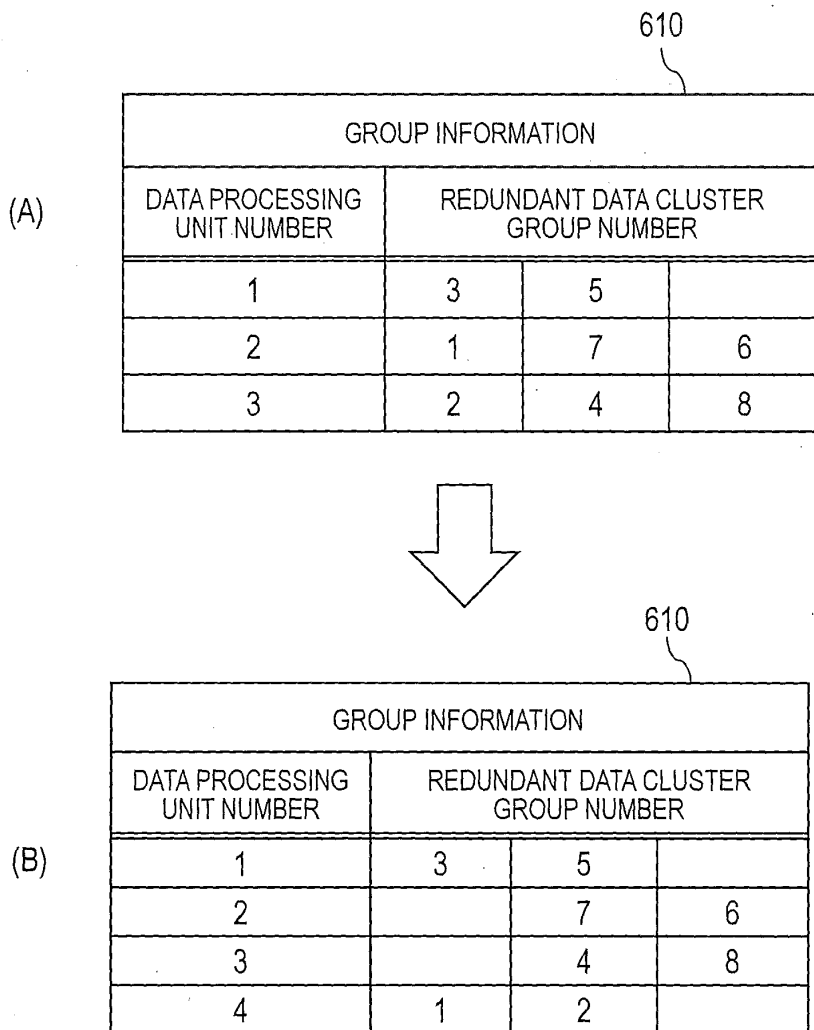 610
GROUP INFORMATION
(A)
DATA PROCESSING UNIT NUMBER
REDUNDANT DATA CLUSTER GROUP NUMBER
1 3 5
2 1 7 6
3 2 4 8
610
GROUP INFORMATION
DATA PROCESSING UNIT NUMBER
REDUNDANT DATA CLUSTER GROUP NUMBER
(B)
1 3 5
2 7 6
3 4 8
4 1 2